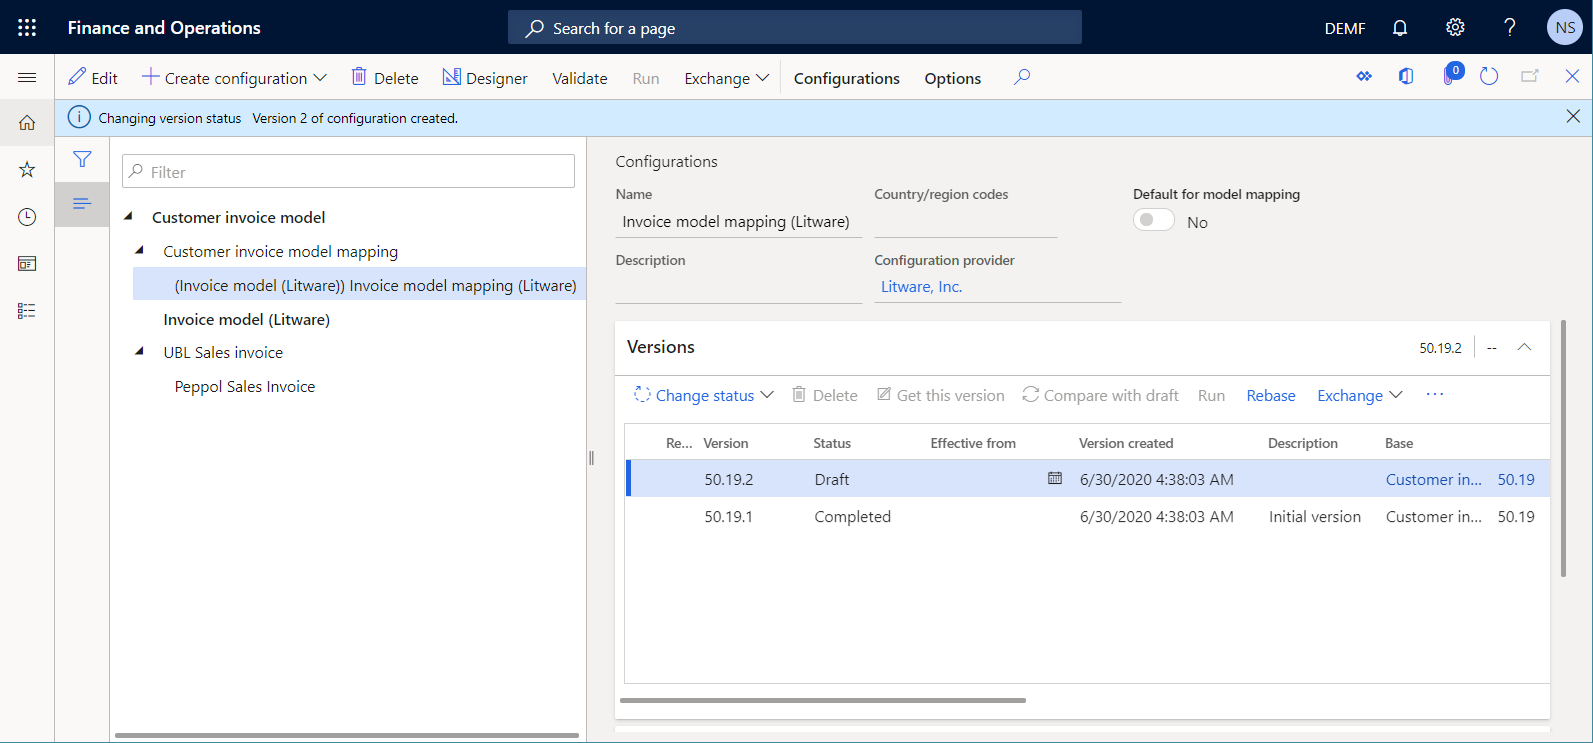 Finance and Operations
Search for a page
DEMF
?
NS
Edit
Create configuration
Delete
Designer
Validate
Run
Exchange
Configurations
Options
0
Changing version status Version 2 of configuration created.
Filter
Customer invoice model
Customer invoice model mapping
(Invoice model (Litware)) Invoice model mapping (Litware)
Invoice model (Litware)
UBL Sales invoice
Peppol Sales Invoice
Configurations
Name
Country/region codes
Default for model mapping
Invoice model mapping (Litware)
No
Description
Configuration provider
Litware, Inc.
Versions
50.19.2
--
Change status
Delete
Get this version
Compare with draft
Run
Rebase
Exchange
···
Re... Version Status Effective from Version created Description Base
50.19.2 Draft 6/30/2020 4:38:03 AM Customer in... 50.19
50.19.1 Completed 6/30/2020 4:38:03 AM Initial version Customer in... 50.19